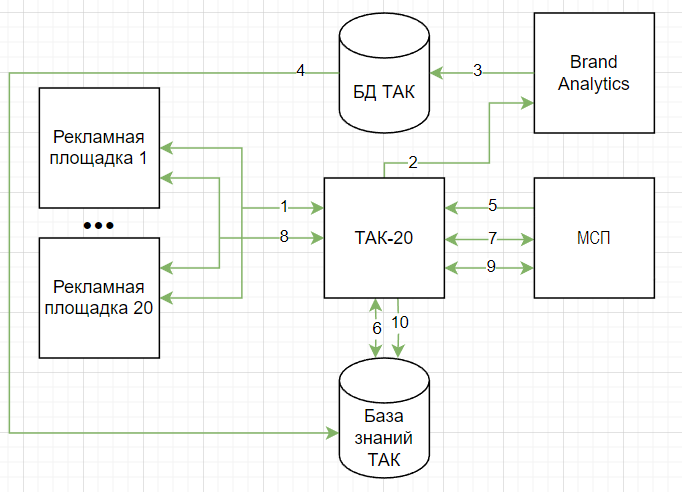 4
БД ТАК
3
Brand
Analytics
2
Рекламная
площадка 1
•••
Рекламная
площадка 20
1
8
ТАК-20
5
7
9
МСП
6
10
База
знаний
ТАК